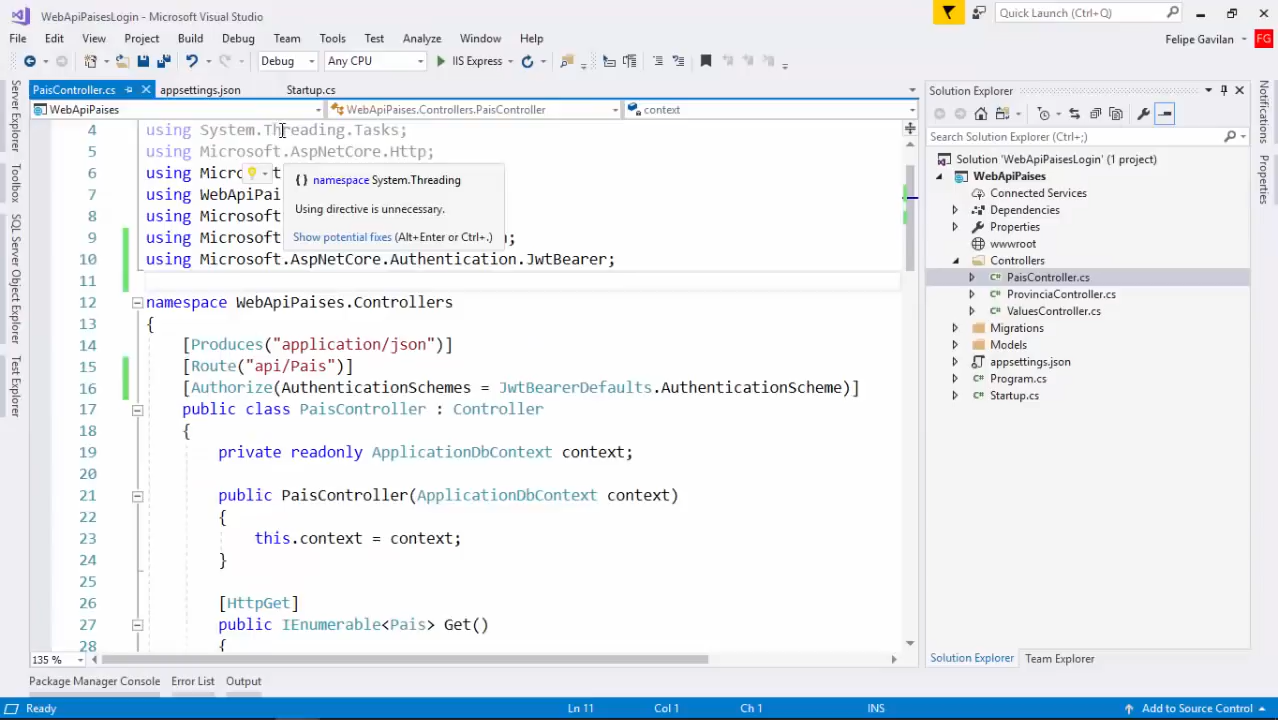 WebApiPaisesLogin - Microsoft Visual Studio
Quick Launch (Ctrl+Q)
File Edit View Project Build Debug Team Tools Test Analyze Window Help
Felipe Gavilan FG
Debug Any CPU IIS Express
PaisController.cs appsettings.json Startup.cs
WebApiPaises WebApiPaises.Controllers.PaisController context
Server Explorer
Toolbox
SQL Server Object Explorer
Test Explorer
4 using System.Threading.Tasks;
5 using Microsoft.AspNetCore.Http;
6 using Micr t
7 using WebApiPai
8 using Microsoft
9 using Microsoft ;
10 using Microsoft.AspNetCore.Authentication.JwtBearer;
11
12 namespace WebApiPaises.Controllers
13 {
14 [Produces("application/json")]
15 [Route("api/Pais")]
16 [Authorize(AuthenticationSchemes = JwtBearerDefaults.AuthenticationScheme)]
17 public class PaisController : Controller
18 {
19 private readonly ApplicationDbContext context;
20
21 public PaisController(ApplicationDbContext context)
22 {
23 this.context = context;
24 }
25
26 [HttpGet]
27 public IEnumerable<Pais> Get()
28 {
{ } namespace System.Threading
Using directive is unnecessary.
Show potential fixes (Alt+Enter or Ctrl+.)
135 %
Solution Explorer
Search Solution Explorer (Ctrl+;)
Solution 'WebApiPaisesLogin' (1 project)
WebApiPaises
Connected Services
Dependencies
Properties
wwwroot
Controllers
C# PaisController.cs
C# ProvinciaController.cs
C# ValuesController.cs
Migrations
Models
appsettings.json
C# Program.cs
C# Startup.cs
Solution Explorer Team Explorer
Notifications
Properties
Package Manager Console Error List Output
Ready Ln 11 Col 1 Ch 1 INS Add to Source Control